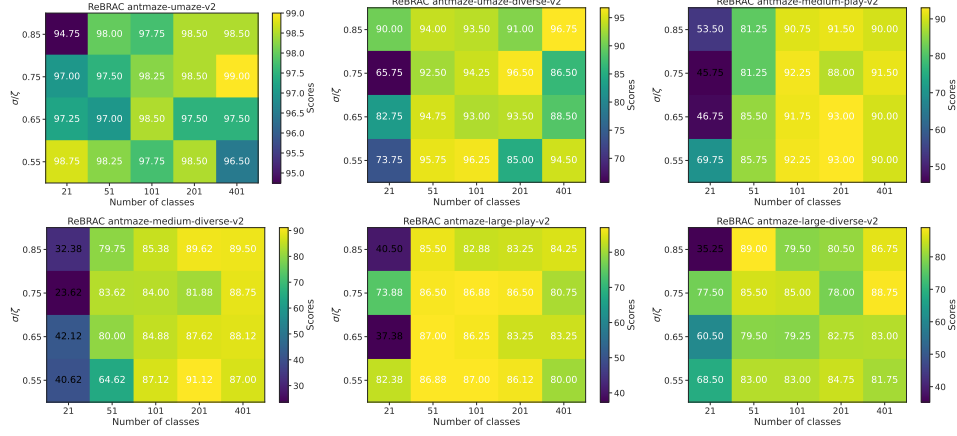 ReBRAC antmaze-umaze-v2
0.85 94.75 98.00 97.75 98.50 98.50
0.75 97.00 97.50 98.25 98.50 99.00
0.65 97.25 97.00 98.50 97.50 97.50
0.55 98.75 98.25 97.75 98.50 96.50
21 51 101 201 401
Number of classes
σ/ζ
99.0
98.5
98.0
97.5
97.0
96.5
96.0
95.5
95.0
Scores
ReBRAC antmaze-umaze-diverse-v2
0.85 90.00 94.00 93.50 91.00 96.75
0.75 65.75 92.50 94.25 96.50 86.50
0.65 82.75 94.75 93.00 93.50 88.50
0.55 73.75 95.75 96.25 85.00 94.50
21 51 101 201 401
Number of classes
σ/ζ
95
90
85
80
75
70
Scores
ReBRAC antmaze-medium-play-v2
0.85 53.50 81.25 90.75 91.50 90.00
0.75 45.75 81.25 92.25 88.00 91.50
0.65 46.75 85.50 91.75 93.00 90.00
0.55 69.75 85.75 92.25 93.00 90.00
21 51 101 201 401
Number of classes
σ/ζ
90
80
70
60
50
Scores
ReBRAC antmaze-medium-diverse-v2
0.85 32.38 79.75 85.38 89.62 89.50
0.75 23.62 83.62 84.00 81.88 88.75
0.65 42.12 80.00 84.88 87.62 88.12
0.55 40.62 64.62 87.12 91.12 87.00
21 51 101 201 401
Number of classes
σ/ζ
90
80
70
60
50
40
30
Scores
ReBRAC antmaze-large-play-v2
0.85 40.50 85.50 82.88 83.25 84.25
0.75 73.88 86.50 86.88 86.50 80.75
0.65 37.38 87.00 86.25 83.25 83.25
0.55 82.38 86.88 87.00 86.12 80.00
21 51 101 201 401
Number of classes
σ/ζ
80
70
60
50
40
Scores
ReBRAC antmaze-large-diverse-v2
0.85 35.25 89.00 79.50 80.50 86.75
0.75 77.50 85.50 85.00 78.00 88.75
0.65 60.50 79.50 79.25 82.75 83.00
0.55 68.50 83.00 83.00 84.75 81.75
21 51 101 201 401
Number of classes
σ/ζ
80
70
60
50
40
Scores